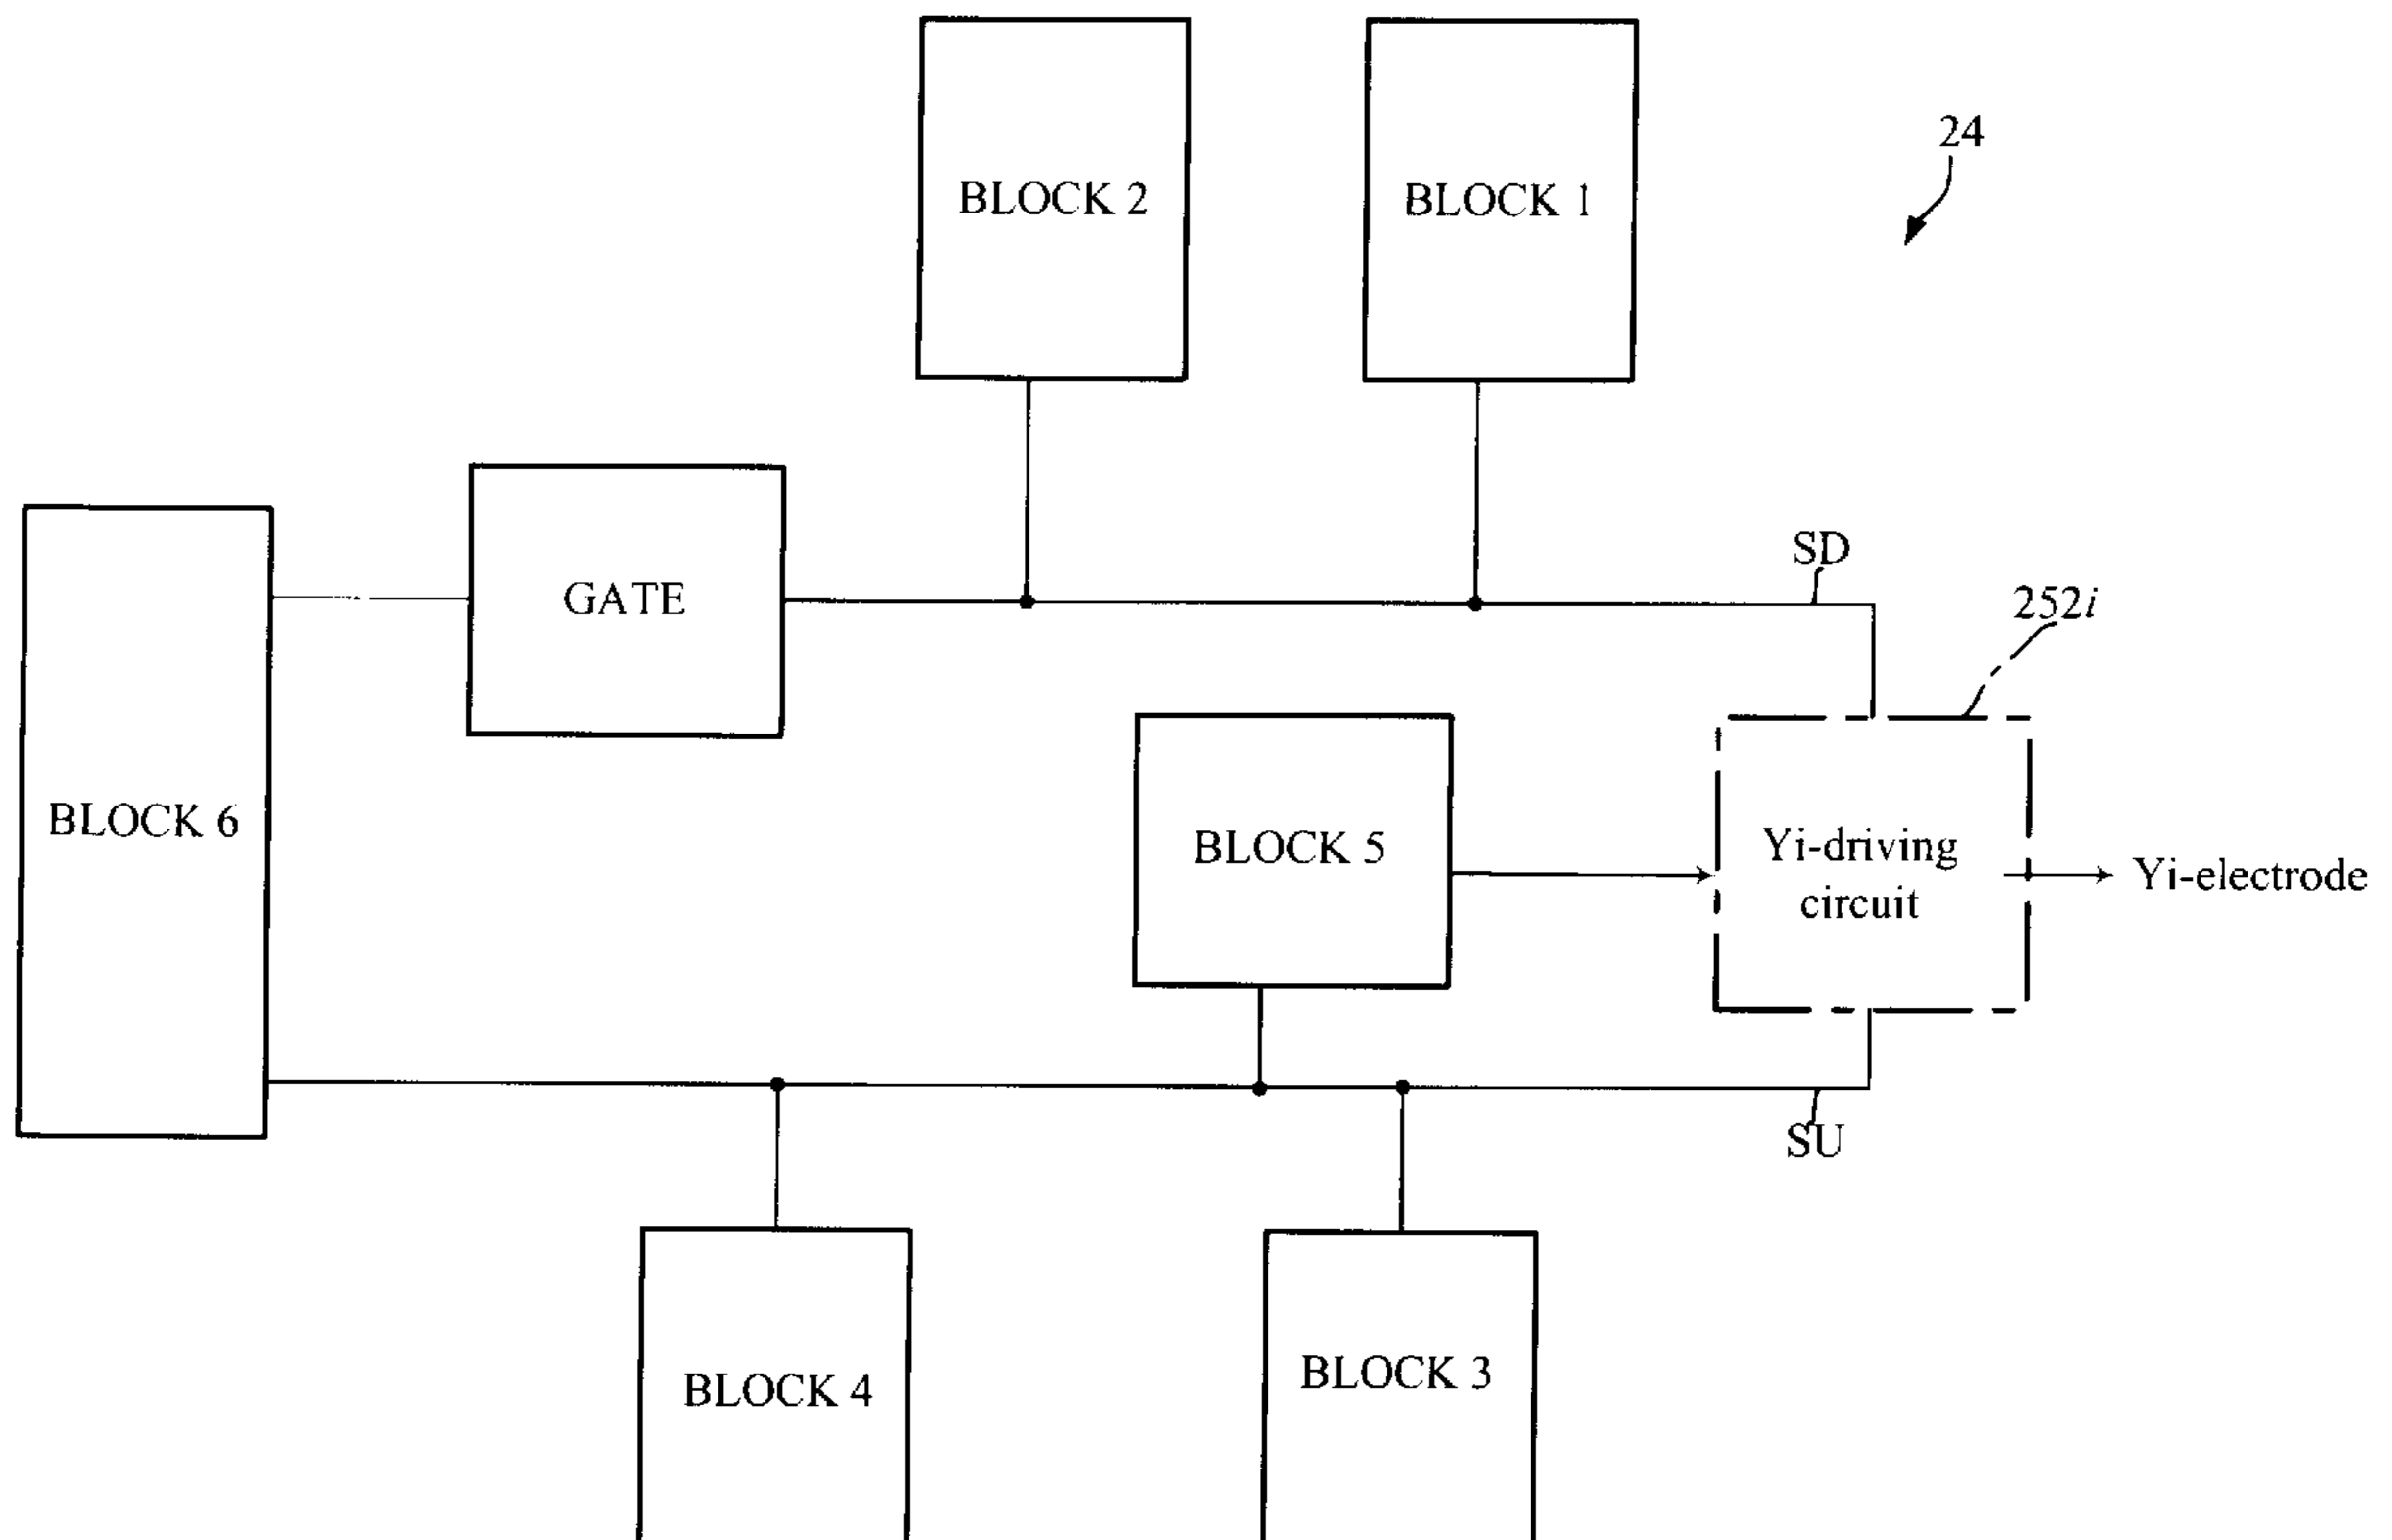 24
BLOCK 2
BLOCK 1
SD
252i
GATE
BLOCK 6
BLOCK 5
Yi-driving
circuit
Yi-electrode
SU
BLOCK 4
BLOCK 3